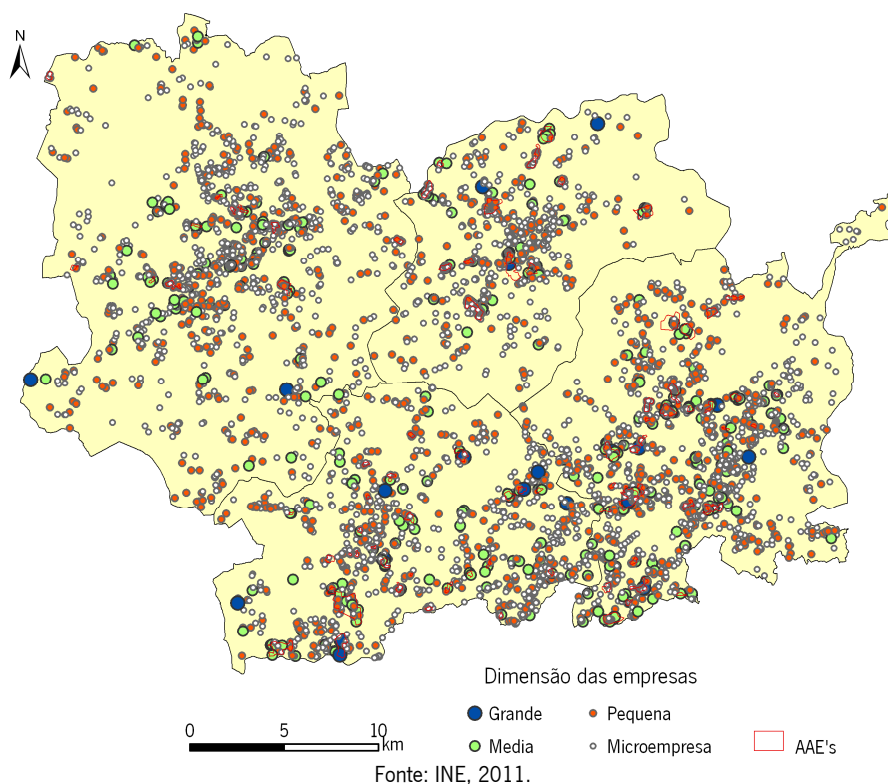 N
Dimensão das empresas
Grande
Pequena
Media
Microempresa
AAE's
0 5 10
km
Fonte: INE, 2011.